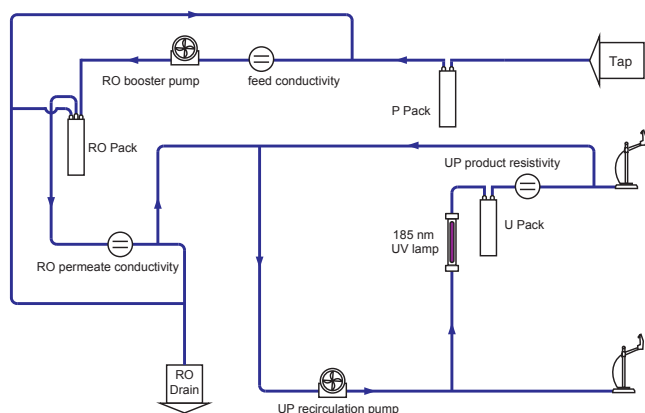 Tap
RO booster pump
feed conductivity
P Pack
RO Pack
UP product resistivity
U Pack
185 nm
UV lamp
RO permeate conductivity
RO
Drain
UP recirculation pump